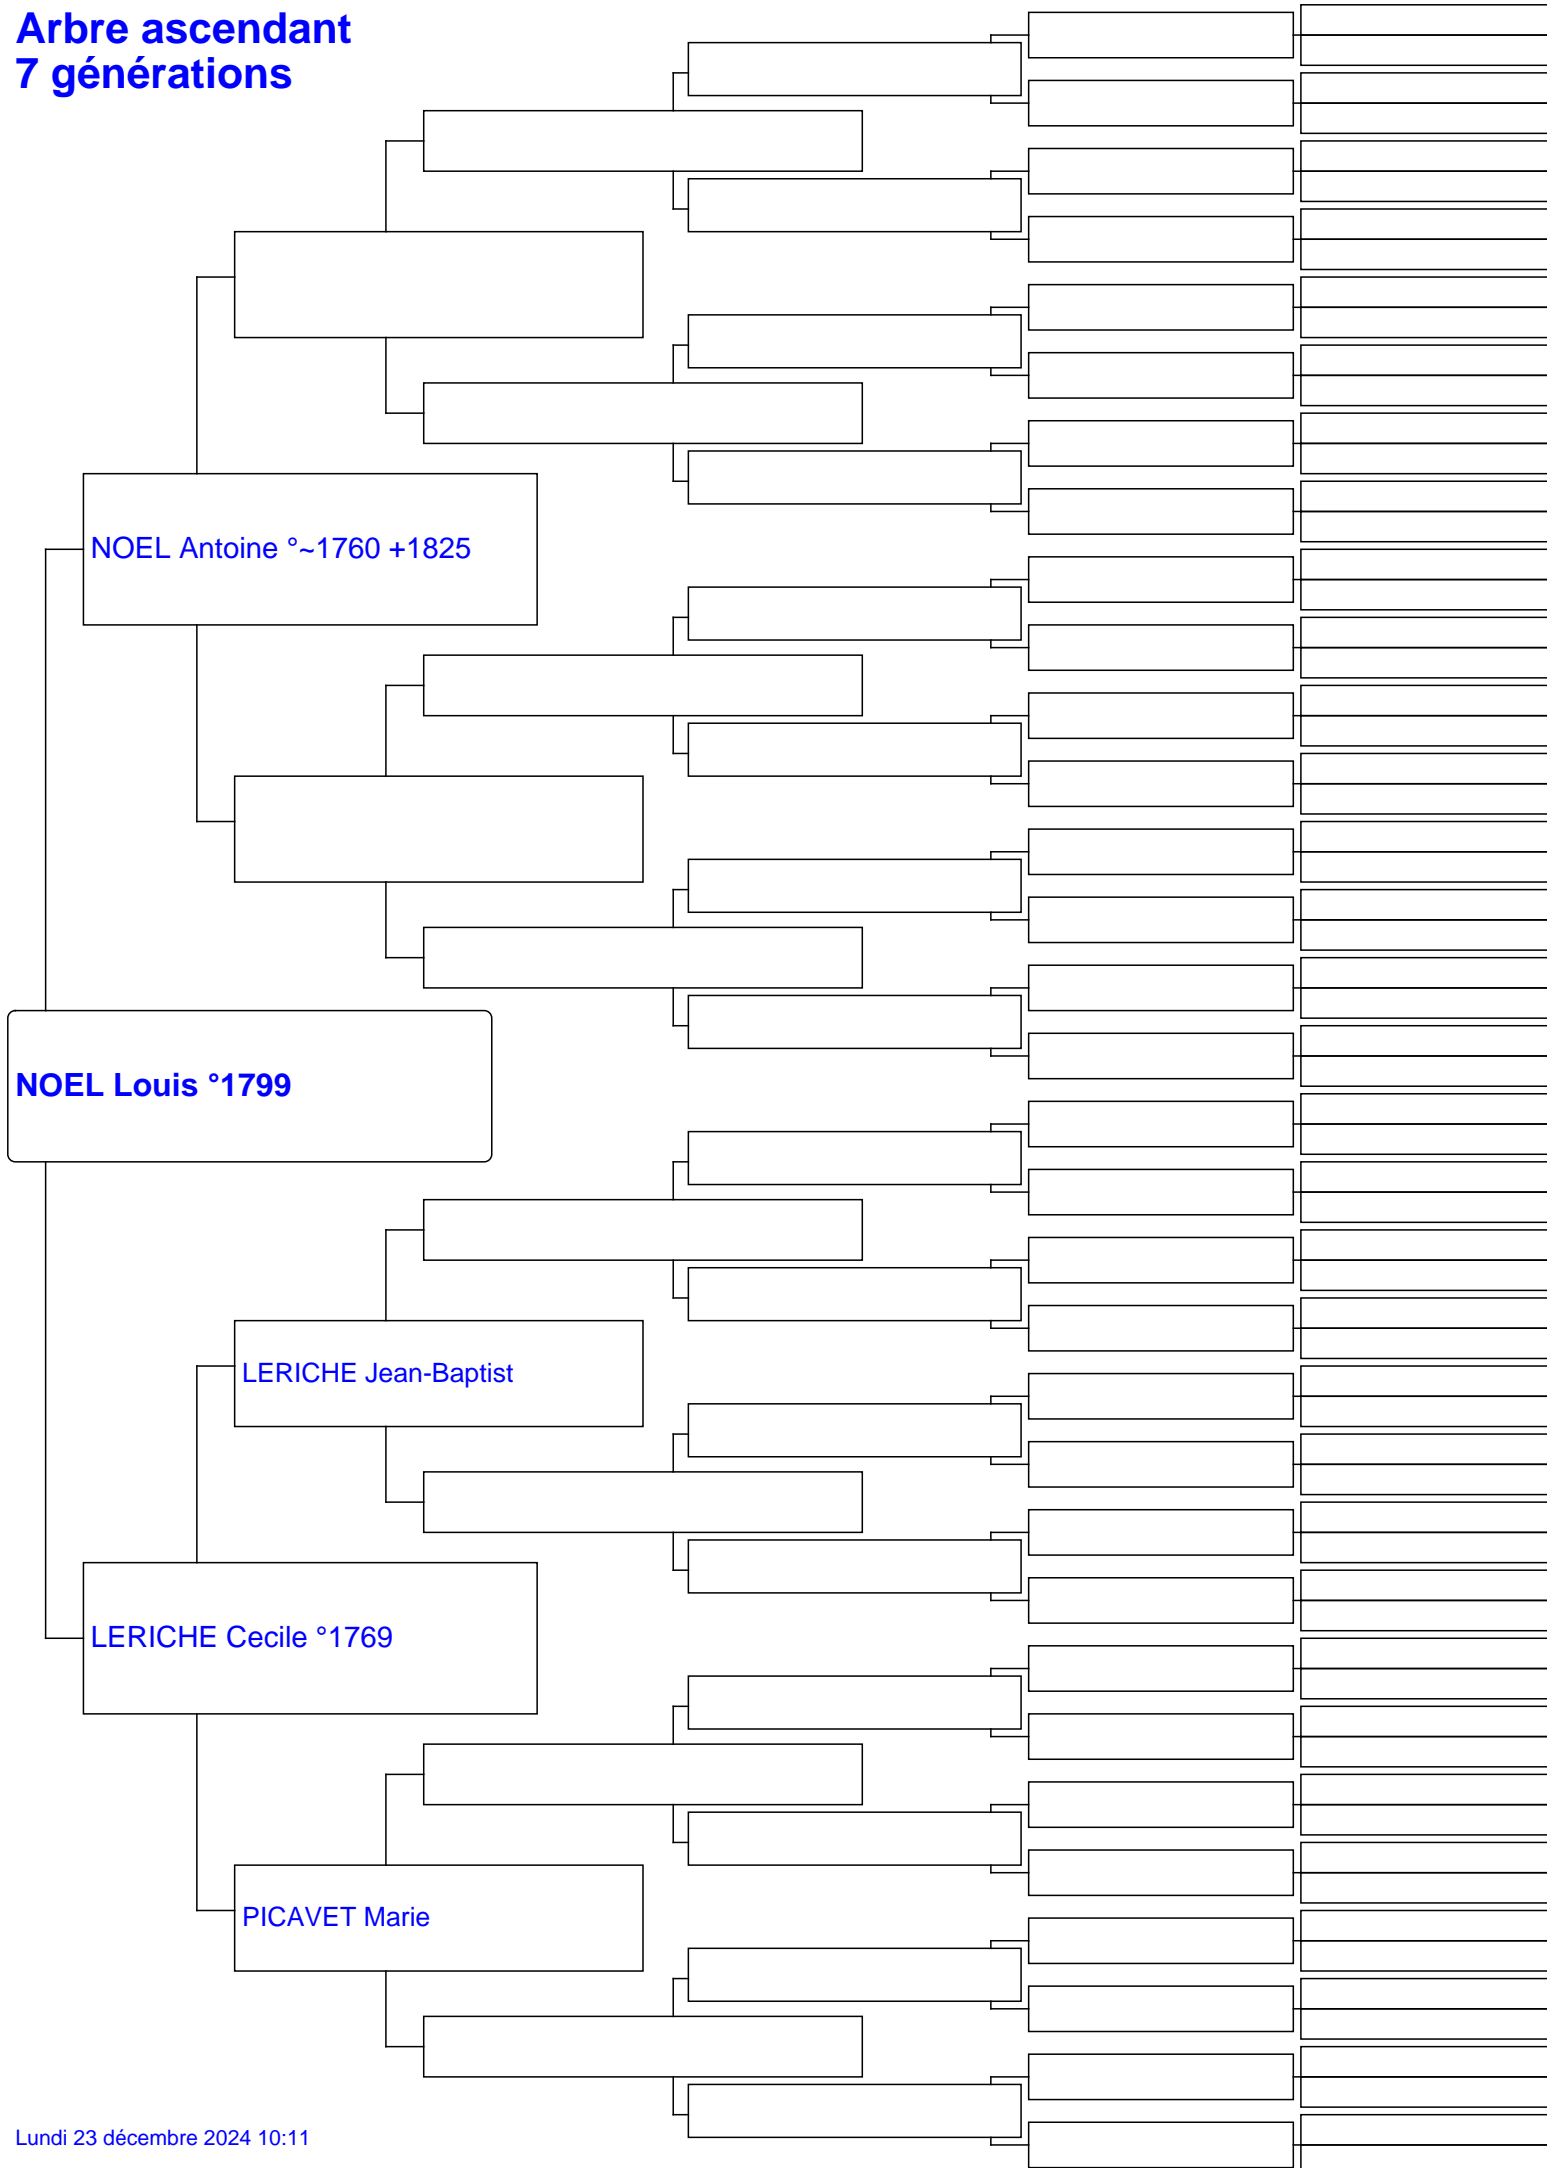 Arbre ascendant
7 générations
NOEL Antoine °~1760 +1825
NOEL Louis °1799
LERICHE Jean-Baptist
LERICHE Cecile °1769
PICAVET Marie
Lundi 23 décembre 2024 10:11